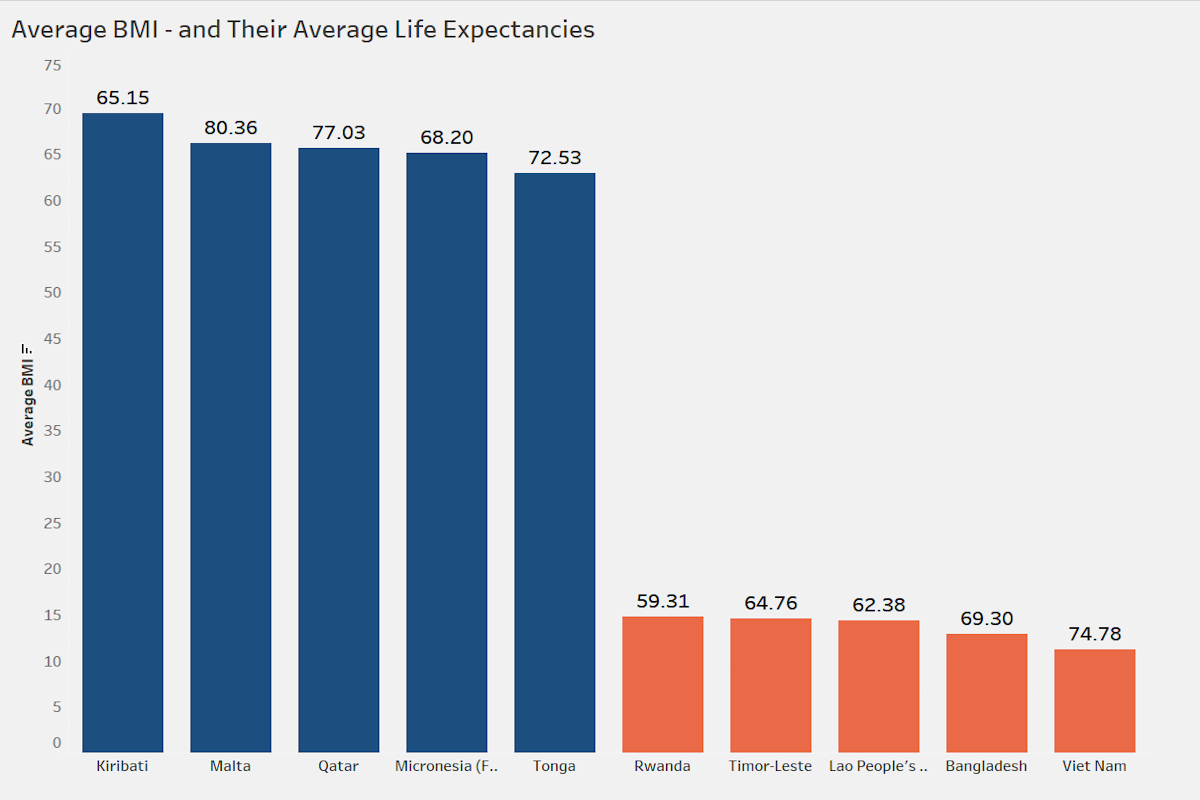 Average BMI - and Their Average Life Expectancies
75
70
65
60
55
50
45
40
35
30
25
20
15
10
5
0
Average BMI
65.15
80.36
77.03
68.20
72.53
59.31
64.76
62.38
69.30
74.78
Kiribati
Malta
Qatar
Micronesia (F..
Tonga
Rwanda
Timor-Leste
Lao People's ..
Bangladesh
Viet Nam